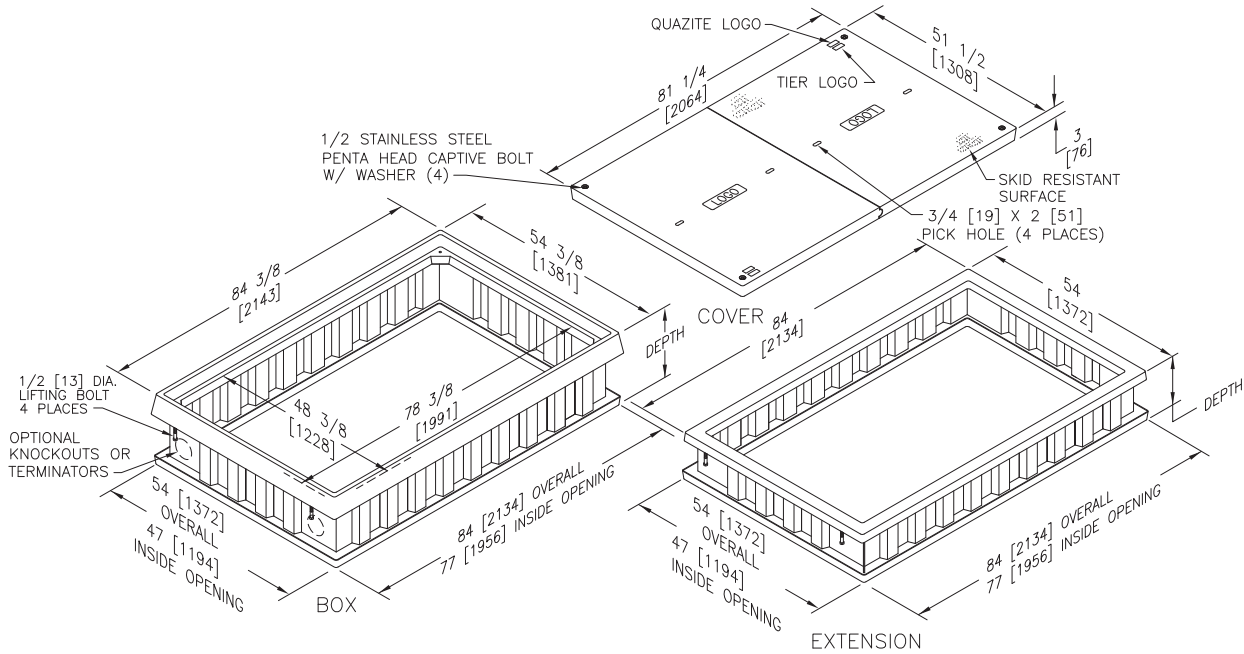 QUAZITE LOGO
TIER LOGO
51 1/2
[1308]
81 1/4
[2064]
3
[76]
1/2 STAINLESS STEEL
PENTA HEAD CAPTIVE BOLT
W/ WASHER (4)
LOGO
LOGO
SKID RESISTANT
SURFACE
3/4 [19] X 2 [51]
PICK HOLE (4 PLACES)
COVER
84 3/8
[2143]
54 3/8
[1381]
DEPTH
48 3/8
[1228]
78 3/8
[1991]
1/2 [13] DIA.
LIFTING BOLT
4 PLACES
OPTIONAL
KNOCKOUTS OR
TERMINATORS
54 [1372]
OVERALL
47 [1194]
INSIDE OPENING
84 [2134] OVERALL
77 [1956] INSIDE OPENING
BOX
84
[2134]
54
[1372]
DEPTH
54 [1372]
OVERALL
47 [1194]
INSIDE OPENING
84 [2134] OVERALL
77 [1956] INSIDE OPENING
EXTENSION